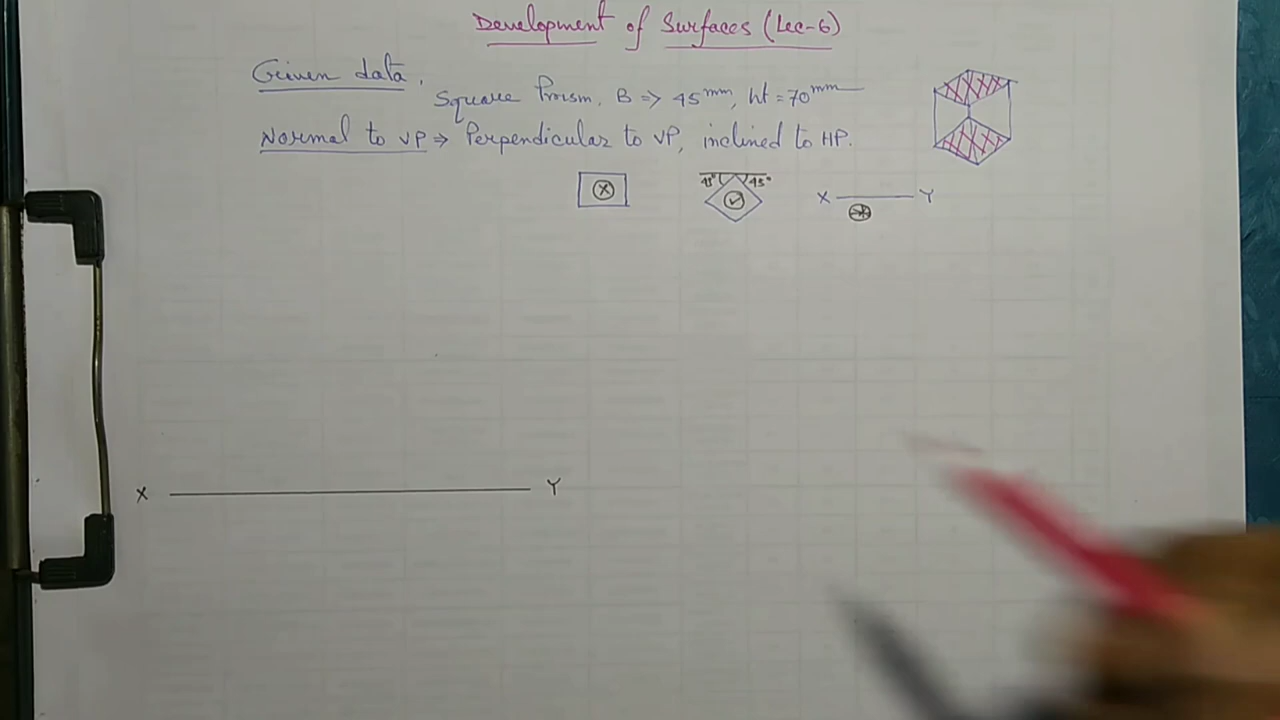 Development of Surfaces (Lec-6)
Given data,
Square Prism, B => 45mm, ht = 70mm
Normal to VP => Perpendicular to VP, inclined to HP.
45° 45°
X Y
X Y